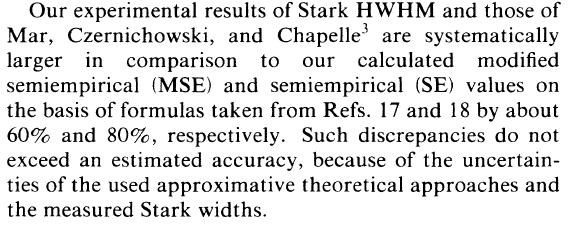 Our experimental results of Stark HWHM and those of
Mar, Czernichowski, and Chapelle³ are systematically
larger in comparison to our calculated modified
semiempirical (MSE) and semiempirical (SE) values on
the basis of formulas taken from Refs. 17 and 18 by about
60% and 80%, respectively. Such discrepancies do not
exceed an estimated accuracy, because of the uncertain-
ties of the used approximative theoretical approaches and
the measured Stark widths.